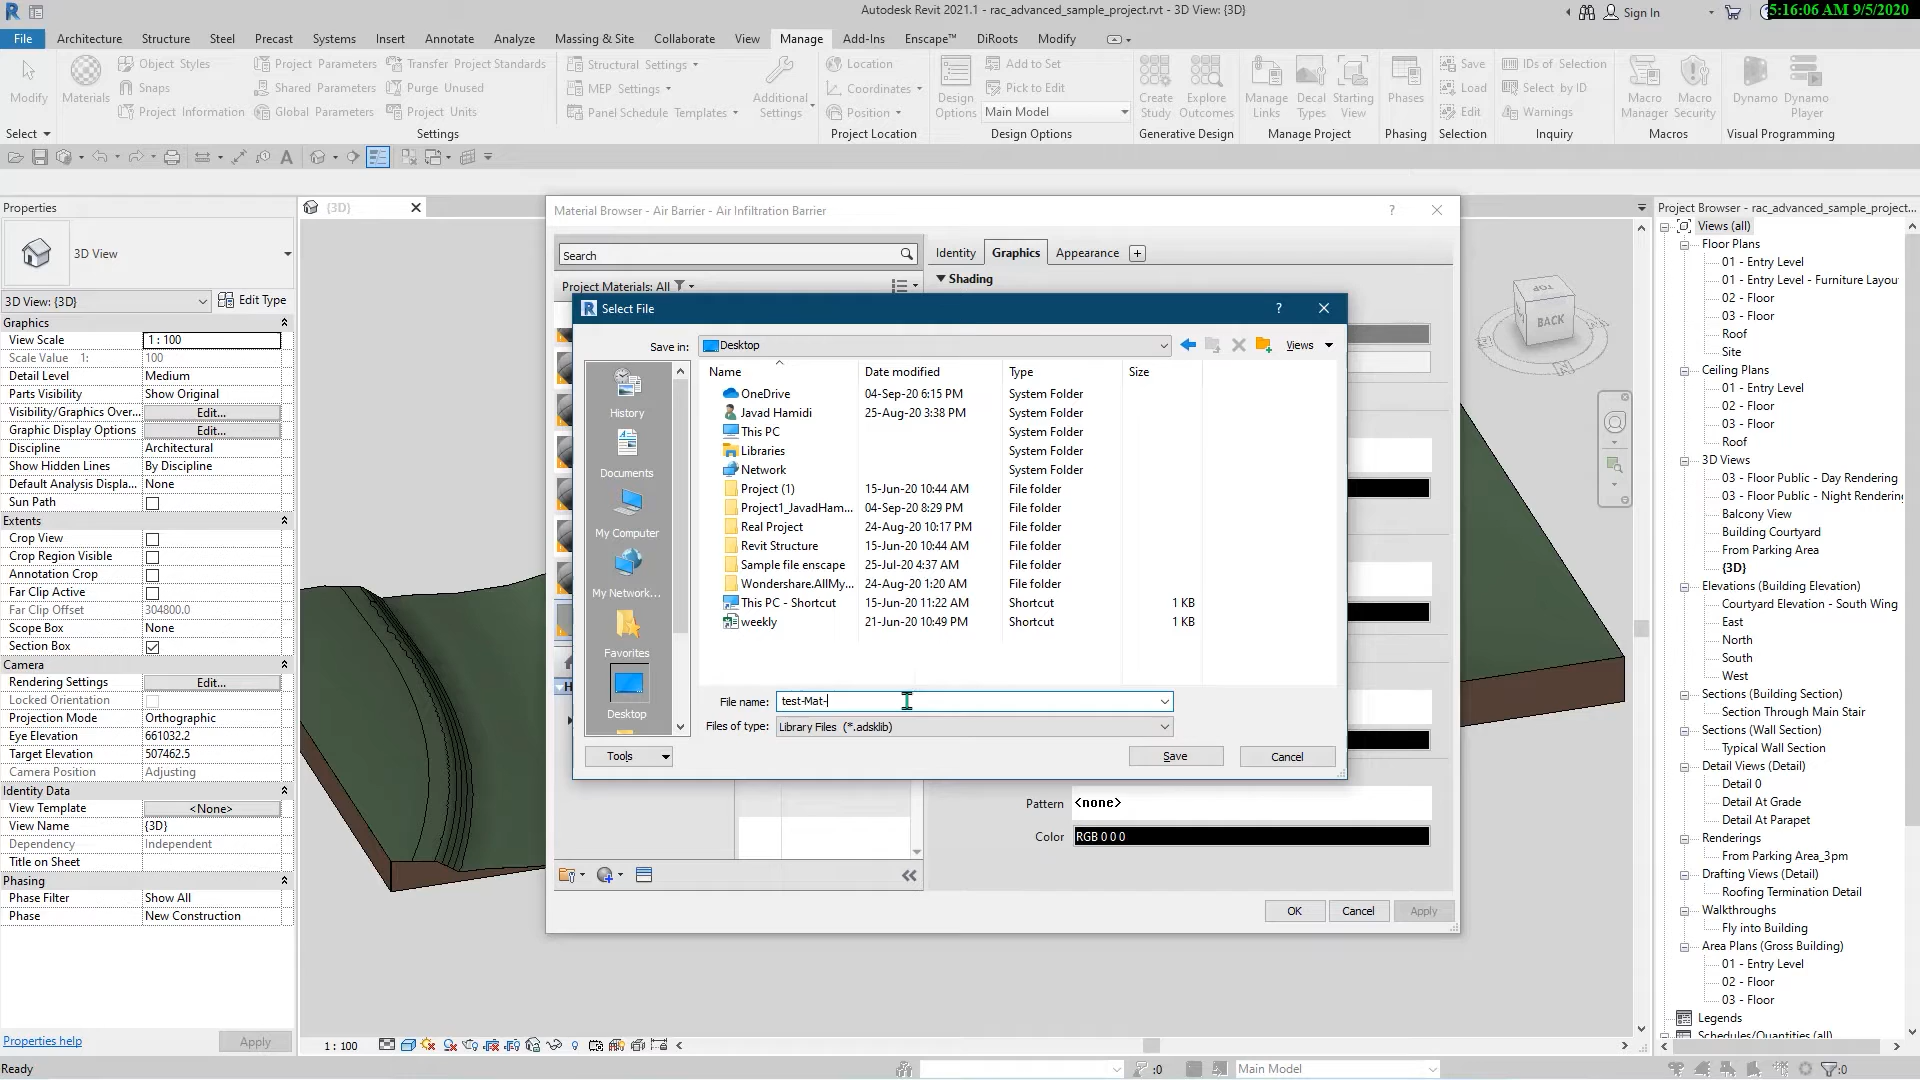 Autodesk Revit 2021.1 - rac_advanced_sample_project.rvt - 3D View: {3D}
Sign In
5:16:06 AM 9/5/2020
File Architecture Structure Steel Precast Systems Insert Annotate Analyze Massing & Site Collaborate View Manage Add-Ins Enscape™ DiRoots Modify
Modify
Materials
Object Styles
Snaps
Project Information
Project Parameters
Shared Parameters
Global Parameters
Transfer Project Standards
Purge Unused
Project Units
Structural Settings
MEP Settings
Panel Schedule Templates
Additional Settings
Location
Coordinates
Position
Design Options
Add to Set
Pick to Edit
Main Model
Create Study
Explore Outcomes
Manage Links
Decal Types
Starting View
Phases
Save
Load
Edit
IDs of Selection
Select by ID
Warnings
Macro Manager
Macro Security
Dynamo
Dynamo Player
Select
Settings
Project Location
Design Options
Generative Design
Manage Project
Phasing
Selection
Inquiry
Macros
Visual Programming
Properties
3D View
3D View: {3D}
Edit Type
Graphics
View Scale 1 : 100
Scale Value 1: 100
Detail Level Medium
Parts Visibility Show Original
Visibility/Graphics Over... Edit...
Graphic Display Options Edit...
Discipline Architectural
Show Hidden Lines By Discipline
Default Analysis Displa... None
Sun Path
Extents
Crop View
Crop Region Visible
Annotation Crop
Far Clip Active
Far Clip Offset 304800.0
Scope Box None
Section Box
Camera
Rendering Settings Edit...
Locked Orientation
Projection Mode Orthographic
Eye Elevation 661032.2
Target Elevation 507462.5
Camera Position Adjusting
Identity Data
View Template <None>
View Name {3D}
Dependency Independent
Title on Sheet
Phasing
Phase Filter Show All
Phase New Construction
Properties help
Apply
{3D}
Material Browser - Air Barrier - Air Infiltration Barrier
?
Search
Project Materials: All
Identity Graphics Appearance
Shading
Select File
?
Save in: Desktop
Views
History
Documents
My Computer
My Network...
Favorites
Desktop
Name Date modified Type Size
OneDrive 04-Sep-20 6:15 PM System Folder
Javad Hamidi 25-Aug-20 3:38 PM System Folder
This PC System Folder
Libraries System Folder
Network System Folder
Project (1) 15-Jun-20 10:44 AM File folder
Project1_JavadHam... 04-Sep-20 8:29 PM File folder
Real Project 24-Aug-20 10:17 PM File folder
Revit Structure 15-Jun-20 10:44 AM File folder
Sample file enscape 25-Jul-20 4:37 AM File folder
Wondershare.AllMy... 24-Aug-20 1:20 AM File folder
This PC - Shortcut 15-Jun-20 11:22 AM Shortcut 1 KB
weekly 21-Jun-20 10:49 PM Shortcut 1 KB
File name: test-Mat-
Files of type: Library Files (*.adsklib)
Tools
Save
Cancel
Pattern <none>
Color RGB 0 0 0
OK
Cancel
Apply
TOP
BACK
Project Browser - rac_advanced_sample_project...
Views (all)
Floor Plans
01 - Entry Level
01 - Entry Level - Furniture Layou
02 - Floor
03 - Floor
Roof
Site
Ceiling Plans
01 - Entry Level
02 - Floor
03 - Floor
Roof
3D Views
03 - Floor Public - Day Rendering
03 - Floor Public - Night Rendering
Balcony View
Building Courtyard
From Parking Area
{3D}
Elevations (Building Elevation)
Courtyard Elevation - South Wing
East
North
South
West
Sections (Building Section)
Section Through Main Stair
Sections (Wall Section)
Typical Wall Section
Detail Views (Detail)
Detail 0
Detail At Grade
Detail At Parapet
Renderings
From Parking Area_3pm
Drafting Views (Detail)
Roofing Termination Detail
Walkthroughs
Fly into Building
Area Plans (Gross Building)
01 - Entry Level
02 - Floor
03 - Floor
Legends
Schedules/Quantities (all)
1 : 100
Ready
:0
Main Model
:0